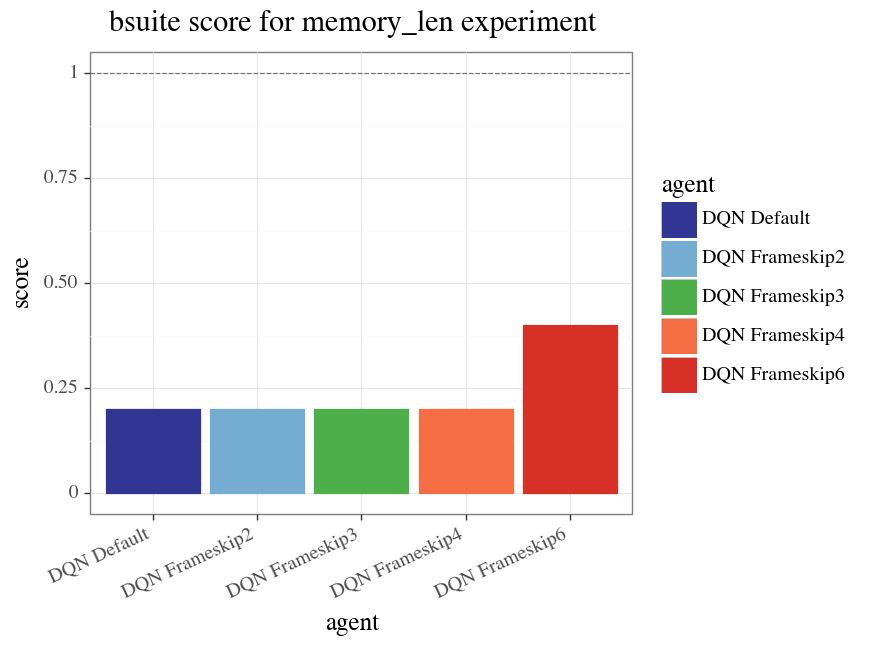 bsuite score for memory_len experiment
1
0.75
0.50
0.25
0
score
DQN Default
DQN Frameskip2
DQN Frameskip3
DQN Frameskip4
DQN Frameskip6
agent
agent
DQN Default
DQN Frameskip2
DQN Frameskip3
DQN Frameskip4
DQN Frameskip6